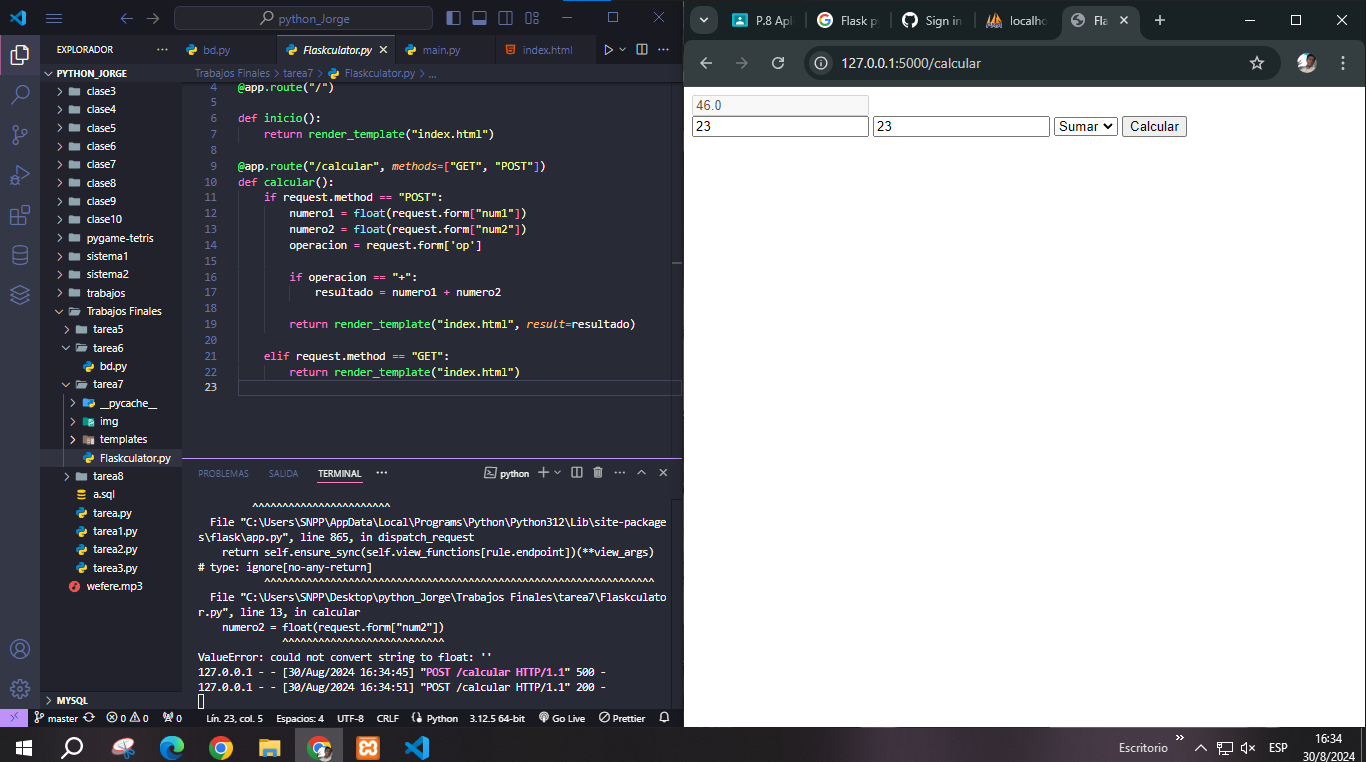 python_Jorge
EXPLORADOR
bd.py
Flaskculator.py
main.py
index.html
Trabajos Finales > tarea7 > Flaskculator.py > ...
PYTHON_JORGE
clase3
clase4
clase5
clase6
clase7
clase8
clase9
clase10
pygame-tetris
sistema1
sistema2
trabajos
Trabajos Finales
tarea5
tarea6
bd.py
tarea7
__pycache__
img
templates
Flaskculator.py
tarea8
a.sql
tarea.py
tarea1.py
tarea2.py
tarea3.py
wefere.mp3
MYSQL
4 @app.route("/")
5
6 def inicio():
7     return render_template("index.html")
8
9 @app.route("/calcular", methods=["GET", "POST"])
10 def calcular():
11     if request.method == "POST":
12         numero1 = float(request.form["num1"])
13         numero2 = float(request.form["num2"])
14         operacion = request.form['op']
15
16         if operacion == "+":
17             resultado = numero1 + numero2
18
19         return render_template("index.html", result=resultado)
20
21     elif request.method == "GET":
22         return render_template("index.html")
23
PROBLEMAS SALIDA TERMINAL ... python
^^^^^^^^^^^^^^^^^^^^^^^
File "C:\Users\SNPP\AppData\Local\Programs\Python\Python312\Lib\site-package
s\flask\app.py", line 865, in dispatch_request
return self.ensure_sync(self.view_functions[rule.endpoint])(**view_args)
# type: ignore[no-any-return]
^^^^^^^^^^^^^^^^^^^^^^^^^^^^^^^^^^^^^^^^^^^^^^^^^^^^^^^^^^^^^^^^^
File "C:\Users\SNPP\Desktop\python_Jorge\Trabajos Finales\tarea7\Flaskculato
r.py", line 13, in calcular
numero2 = float(request.form["num2"])
^^^^^^^^^^^^^^^^^^^^^^^^^^^
ValueError: could not convert string to float: ''
127.0.0.1 - - [30/Aug/2024 16:34:45] "POST /calcular HTTP/1.1" 500 -
127.0.0.1 - - [30/Aug/2024 16:34:51] "POST /calcular HTTP/1.1" 200 -
master 0 0 0 Lín. 23, col. 5 Espacios: 4 UTF-8 CRLF Python 3.12.5 64-bit Go Live Prettier
P.8 Apl
Flask p
Sign in
localho
Fla
127.0.0.1:5000/calcular
46.0
23 23 Sumar Calcular
Escritorio
ESP
16:34
30/8/2024